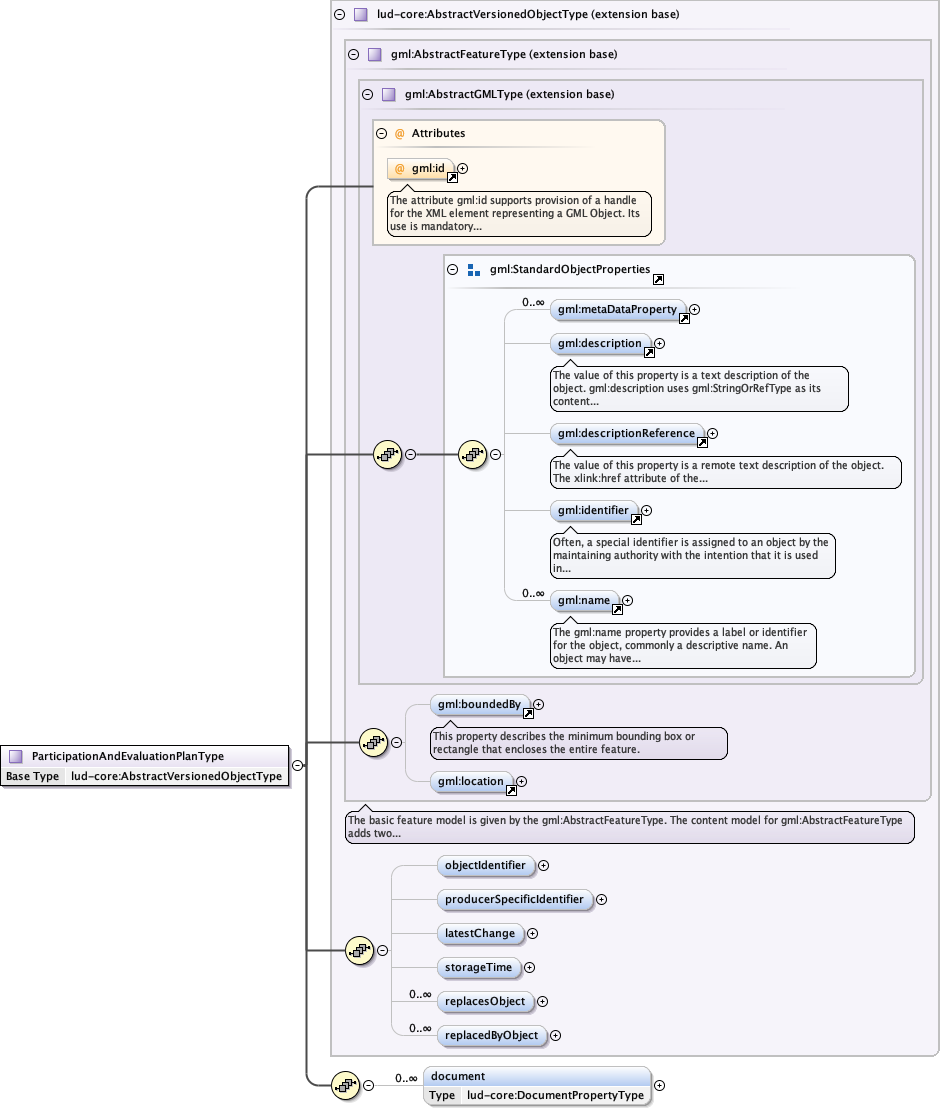 lud-core:AbstractVersionedObjectType (extension base)
gml:AbstractFeatureType (extension base)
gml:AbstractGMLType (extension base)
@ Attributes
@ gml:id
The attribute gml:id supports provision of a handle
for the XML element representing a GML Object. Its
use is mandatory...
gml:StandardObjectProperties
0..∞
gml:metaDataProperty
gml:description
The value of this property is a text description of the
object. gml:description uses gml:StringOrRefType as its
content...
gml:descriptionReference
The value of this property is a remote text description of the object.
The xlink:href attribute of the...
gml:identifier
Often, a special identifier is assigned to an object by the
maintaining authority with the intention that it is used
in...
0..∞
gml:name
The gml:name property provides a label or identifier
for the object, commonly a descriptive name. An
object may have...
gml:boundedBy
This property describes the minimum bounding box or
rectangle that encloses the entire feature.
gml:location
ParticipationAndEvaluationPlanType
Base Type lud-core:AbstractVersionedObjectType
The basic feature model is given by the gml:AbstractFeatureType. The content model for gml:AbstractFeatureType
adds two...
objectIdentifier
producerSpecificIdentifier
latestChange
storageTime
0..∞
replacesObject
0..∞
replacedByObject
0..∞
document
Type lud-core:DocumentPropertyType